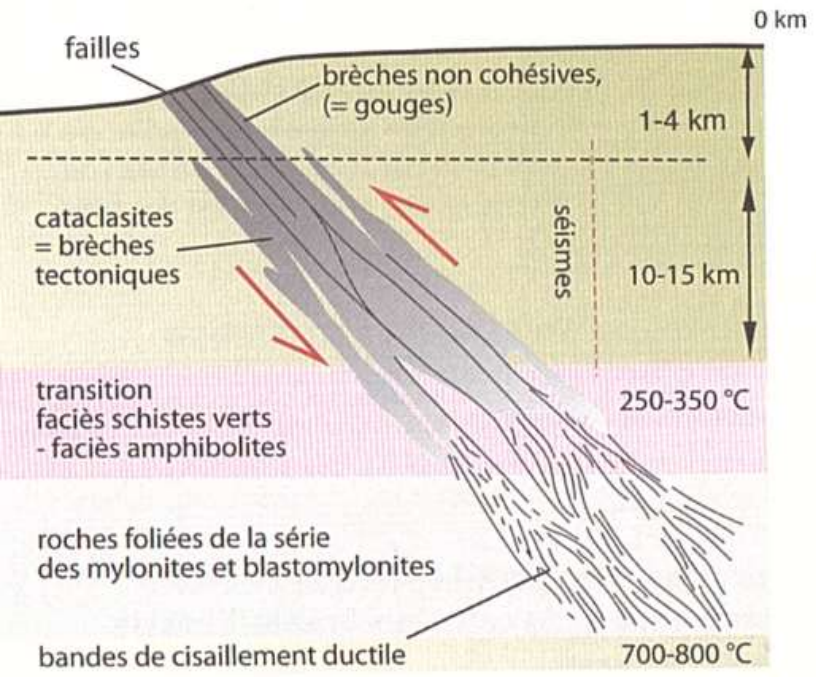 0 km
failles
brèches non cohésives,
(= gouges)
1-4 km
cataclasites
= brèches
tectoniques
séismes
10-15 km
transition
faciès schistes verts
- faciès amphibolites
250-350 °C
roches foliées de la série
des mylonites et blastomylonites
bandes de cisaillement ductile
700-800 °C